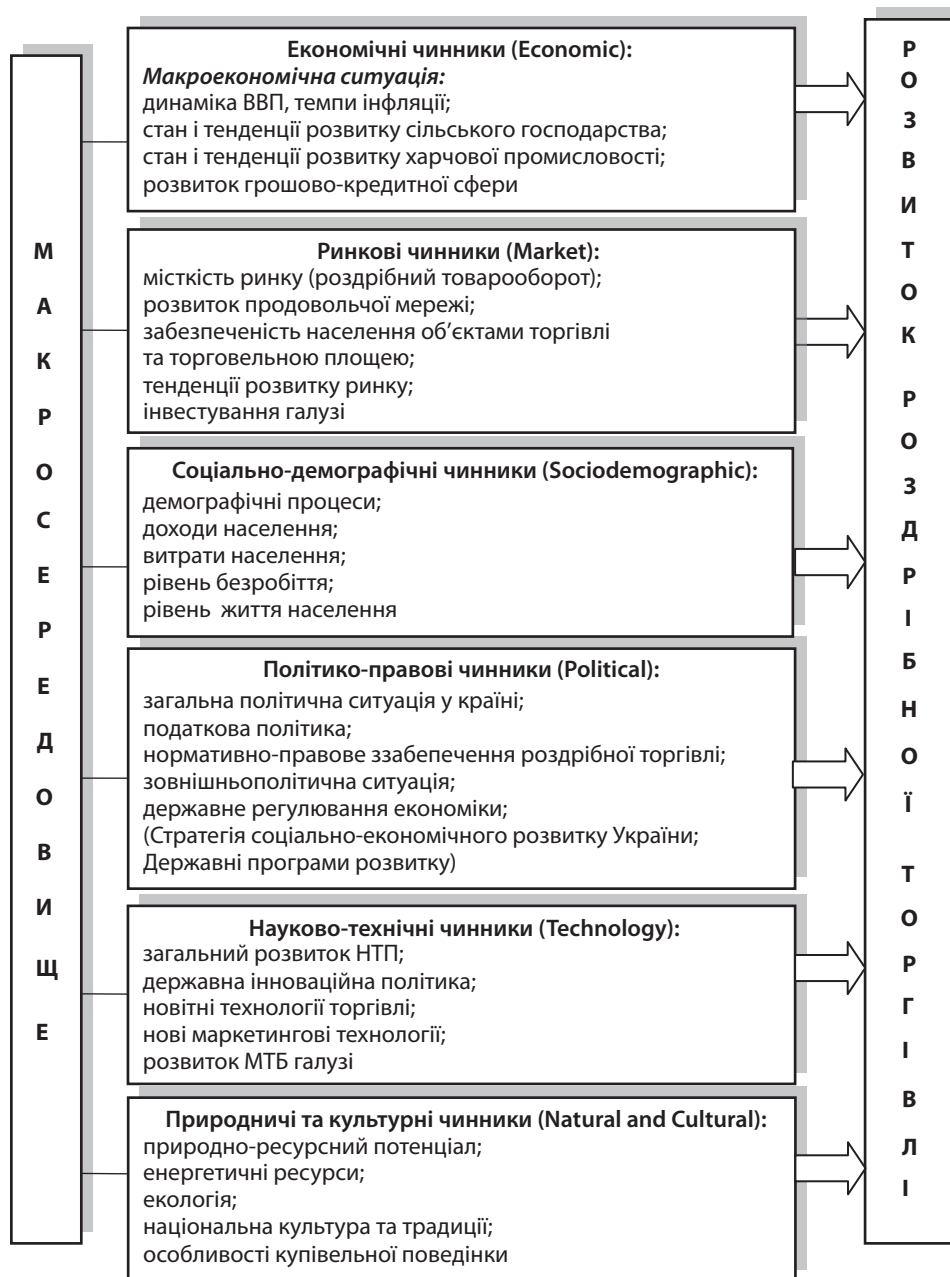 МАКРОСЕРЕДОВИЩЕ
Економічні чинники (Economic):
Макроекономічна ситуація:
динаміка ВВП, темпи інфляції;
стан і тенденції розвитку сільського господарства;
стан і тенденції розвитку харчової промисловості;
розвиток грошово-кредитної сфери
Ринкові чинники (Market):
місткість ринку (роздрібний товарооборот);
розвиток продовольчої мережі;
забезпеченість населення об’єктами торгівлі
та торговельною площею;
тенденції розвитку ринку;
інвестування галузі
Соціально-демографічні чинники (Sociodemographic):
демографічні процеси;
доходи населення;
витрати населення;
рівень безробіття;
рівень життя населення
Політико-правові чинники (Political):
загальна політична ситуація у країні;
податкова політика;
нормативно-правове ззабепечення роздрібної торгівлі;
зовнішньополітична ситуація;
державне регулювання економіки;
(Стратегія соціально-економічного розвитку України;
Державні програми розвитку)
Науково-технічні чинники (Technology):
загальний розвиток НТП;
державна інноваційна політика;
новітні технології торгівлі;
нові маркетингові технології;
розвиток МТБ галузі
Природничі та культурні чинники (Natural and Cultural):
природно-ресурсний потенціал;
енергетичні ресурси;
екологія;
національна культура та традиції;
особливості купівельної поведінки
РОЗВИТОК РОЗДРІБНОЇ ТОРГІВЛІ